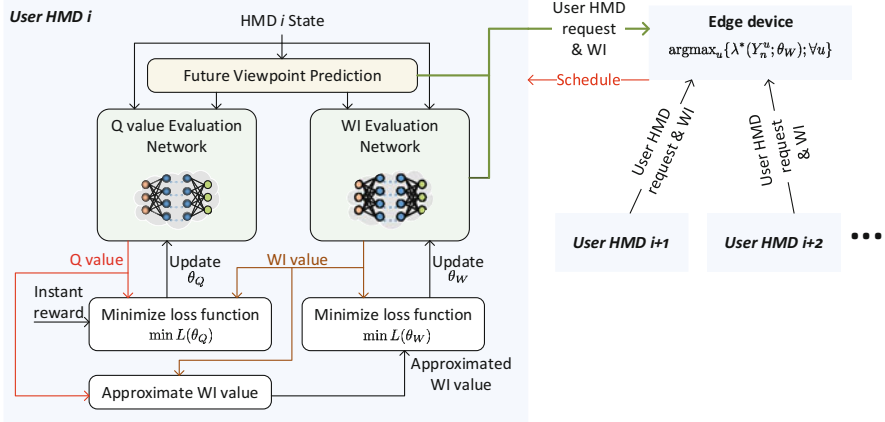 User HMD i
HMD i State
Future Viewpoint Prediction
Q value Evaluation
Network
WI Evaluation
Network
Q value
Update
θ_Q
WI value
Update
θ_W
Instant
reward
Minimize loss function
min L(θ_Q)
Minimize loss function
min L(θ_W)
Approximate WI value
Approximated
WI value
User HMD
request
& WI
Schedule
Edge device
argmax_u{λ*(Y_n^u;θ_W);∀u}
User HMD
request & WI
User HMD
request
& WI
User HMD i+1
User HMD i+2
•••